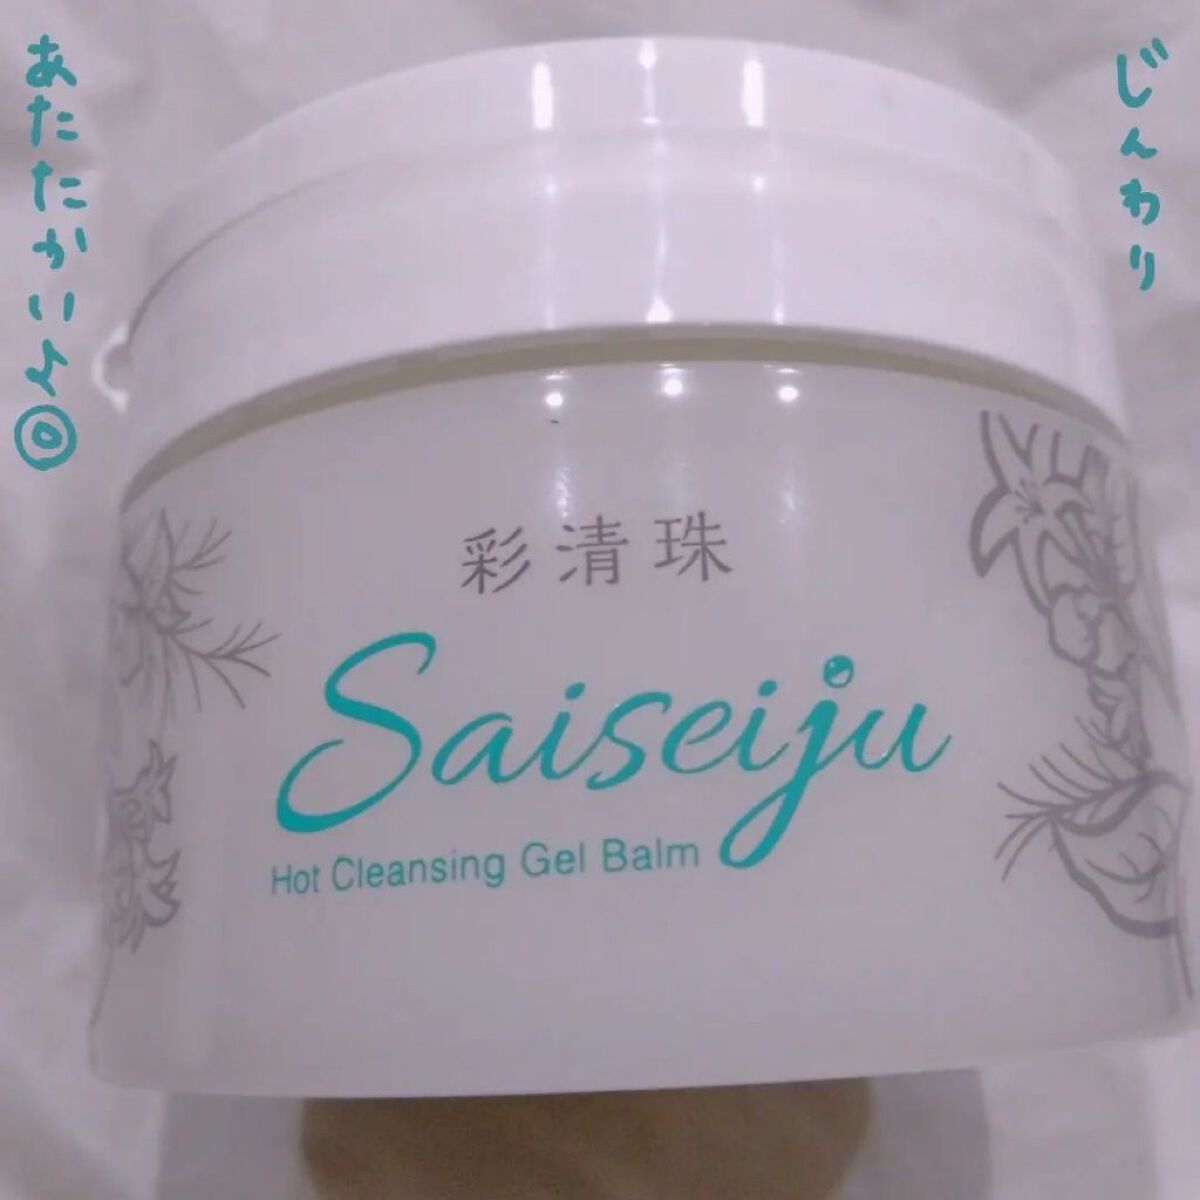 じんわり
あたたかいよ◎
彩清珠
Saiseiju
Hot Cleansing Gel Balm